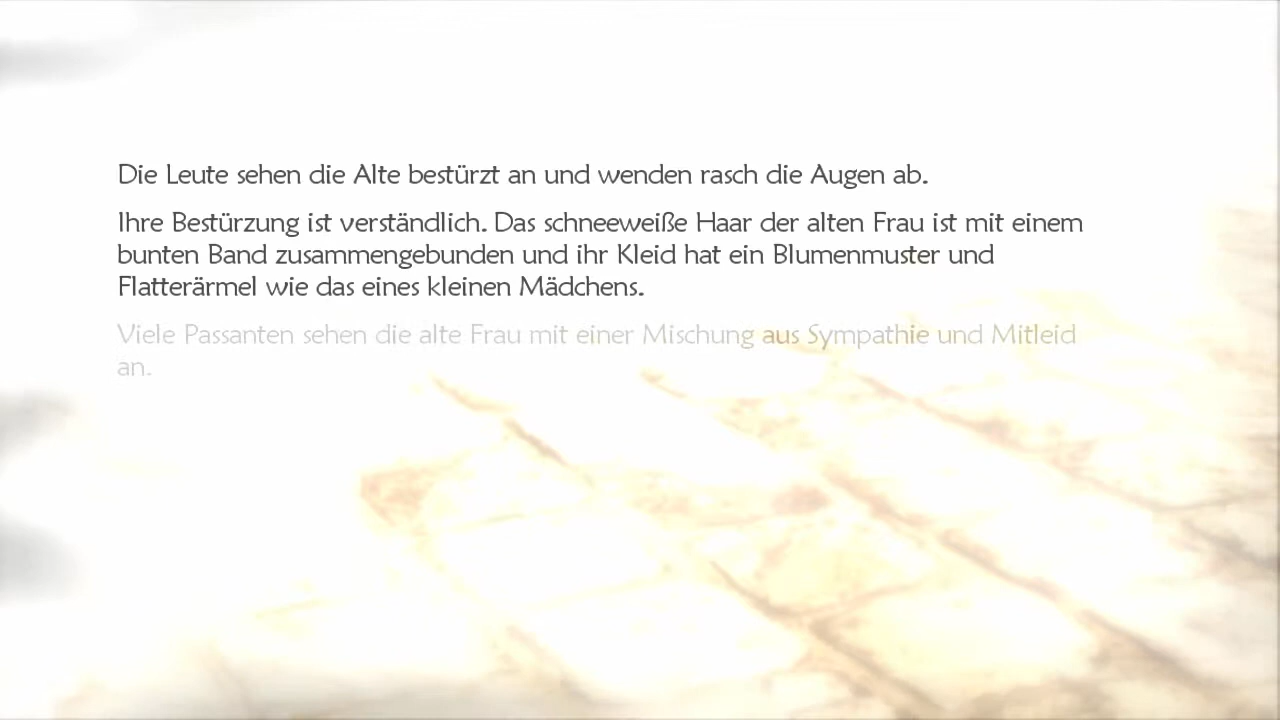 Die Leute sehen die Alte bestürzt an und wenden rasch die Augen ab.
Ihre Bestürzung ist verständlich. Das schneeweiße Haar der alten Frau ist mit einem
bunten Band zusammengebunden und ihr Kleid hat ein Blumenmuster und
Flatterärmel wie das eines kleinen Mädchens.
Viele Passanten sehen die alte Frau mit einer Mischung aus Sympathie und Mitleid
an.